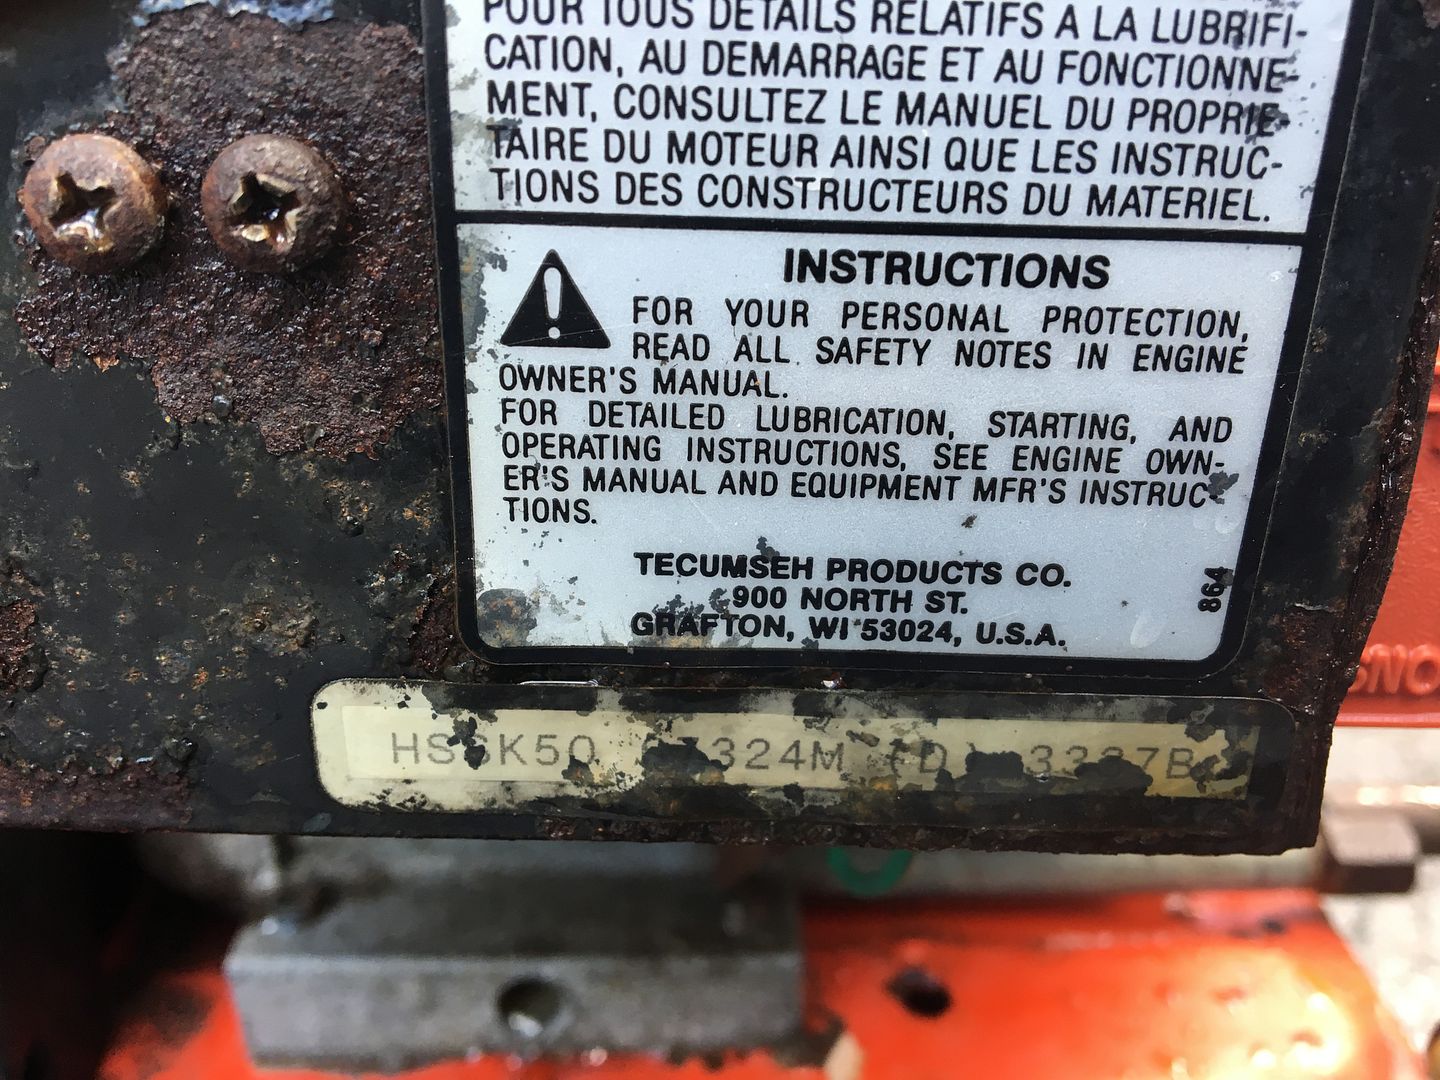 POUR TOUS DETAILS RELATIFS A LA LUBRIFI-
CATION, AU DEMARRAGE ET AU FONCTIONNE-
MENT, CONSULTEZ LE MANUEL DU PROPRIE-
TAIRE DU MOTEUR AINSI QUE LES INSTRUC-
TIONS DES CONSTRUCTEURS DU MATERIEL.
INSTRUCTIONS
FOR YOUR PERSONAL PROTECTION,
READ ALL SAFETY NOTES IN ENGINE
OWNER'S MANUAL.
FOR DETAILED LUBRICATION, STARTING, AND
OPERATING INSTRUCTIONS, SEE ENGINE OWN-
ER'S MANUAL AND EQUIPMENT MFR'S INSTRUC-
TIONS.
TECUMSEH PRODUCTS CO.
900 NORTH ST.
GRAFTON, WI 53024, U.S.A.
864
HSSK50